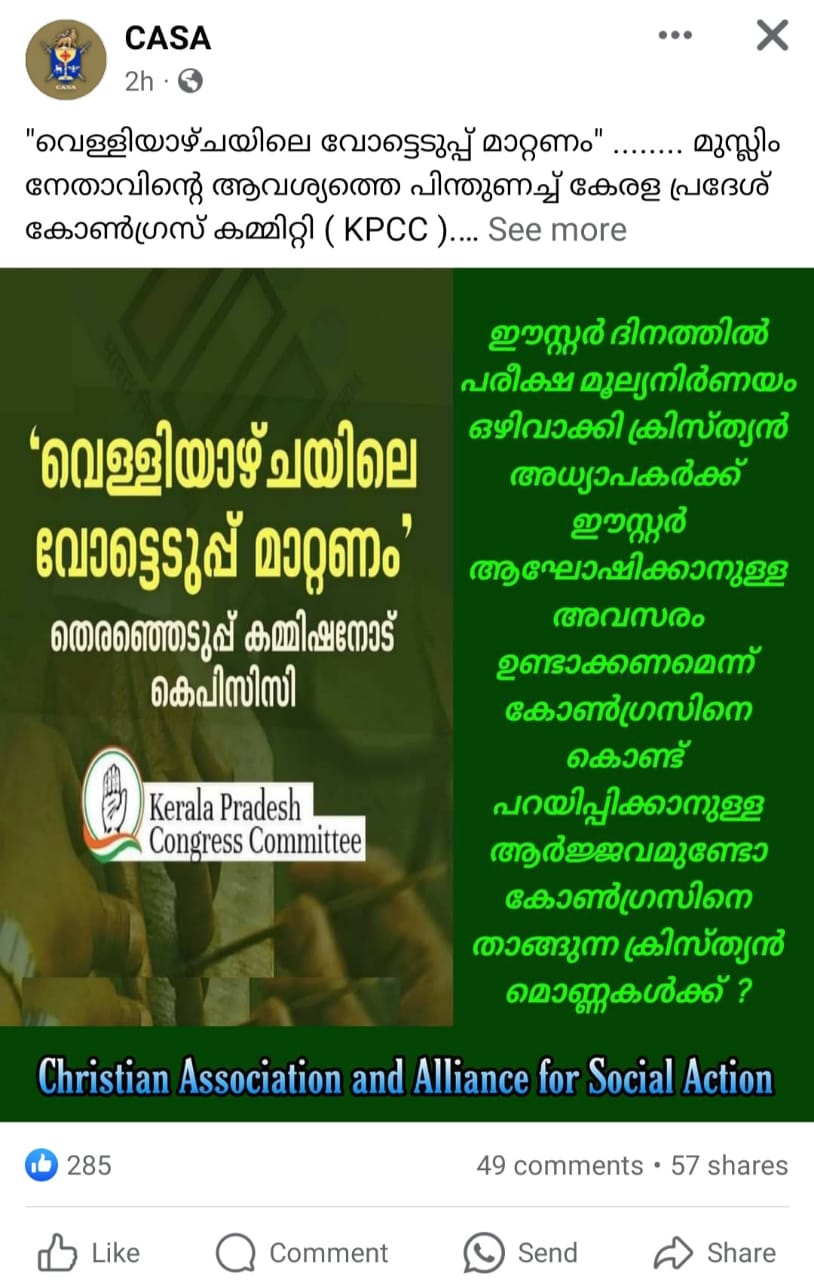 CASA
2h
"വെള്ളിയാഴ്ചയിലെ വോട്ടെടുപ്പ് മാറ്റണം" ........ മുസ്ലിം
നേതാവിന്റെ ആവശ്യത്തെ പിന്തുണച്ച് കേരള പ്രദേശ്
കോൺഗ്രസ് കമ്മിറ്റി ( KPCC ).... See more
‘വെള്ളിയാഴ്ചയിലെ
വോട്ടെടുപ്പ് മാറ്റണം’
തെരഞ്ഞെടുപ്പ് കമ്മിഷനോട്
കെപിസിസി
Kerala Pradesh
Congress Committee
ഈസ്റ്റർ ദിനത്തിൽ
പരീക്ഷ മൂല്യനിർണയം
ഒഴിവാക്കി ക്രിസ്ത്യൻ
അധ്യാപകർക്ക്
ഈസ്റ്റർ
ആഘോഷിക്കാനുള്ള
അവസരം
ഉണ്ടാക്കണമെന്ന്
കോൺഗ്രസിനെ
കൊണ്ട്
പറയിപ്പിക്കാനുള്ള
ആർജ്ജവമുണ്ടോ
കോൺഗ്രസിനെ
താങ്ങുന്ന ക്രിസ്ത്യൻ
മൊണ്ണകൾക്ക് ?
Christian Association and Alliance for Social Action
285
49 comments • 57 shares
Like
Comment
Send
Share